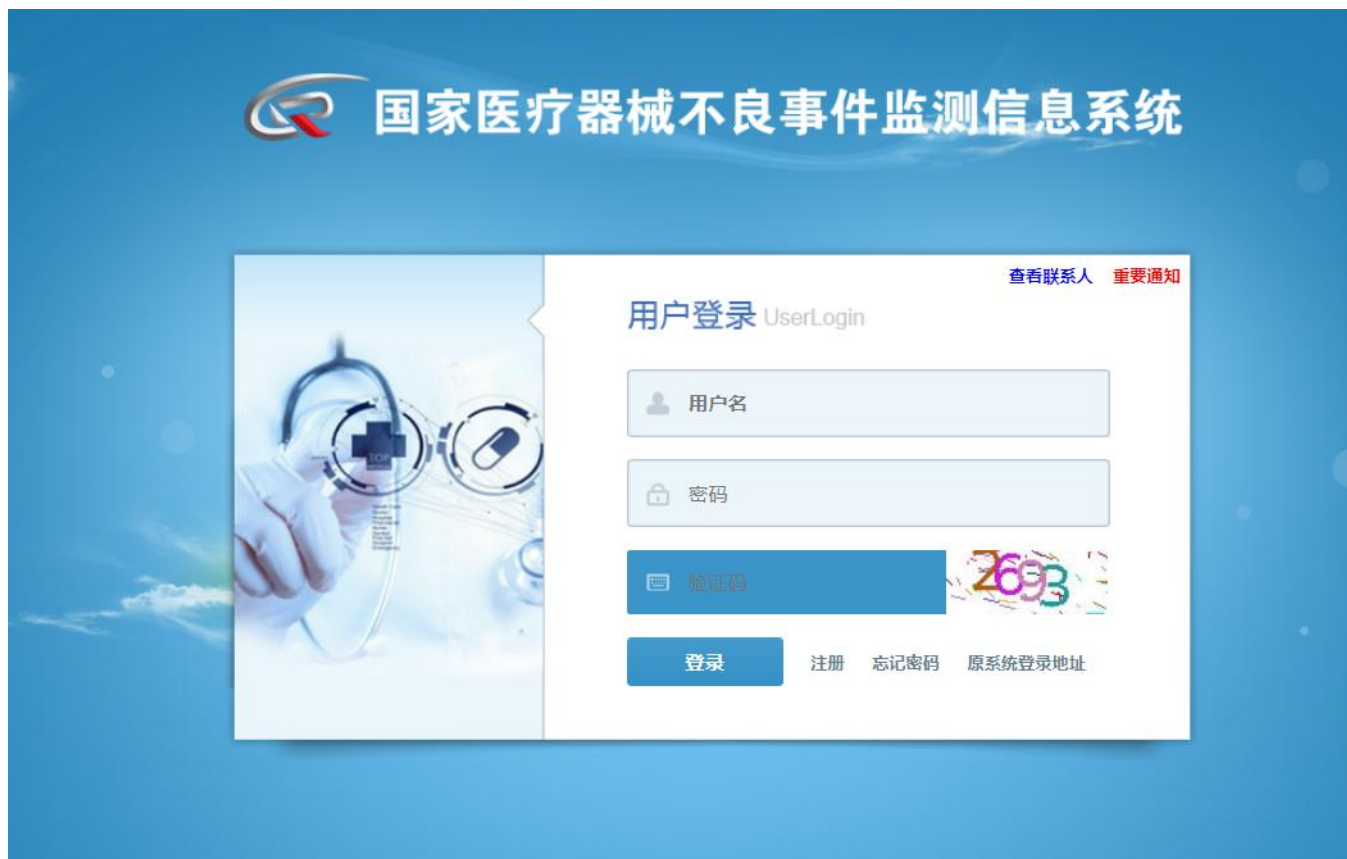 国家医疗器械不良事件监测信息系统
查看联系人 重要通知
用户登录 UserLogin
用户名
密码
验证码 2693
登录 注册 忘记密码 原系统登录地址
TOP